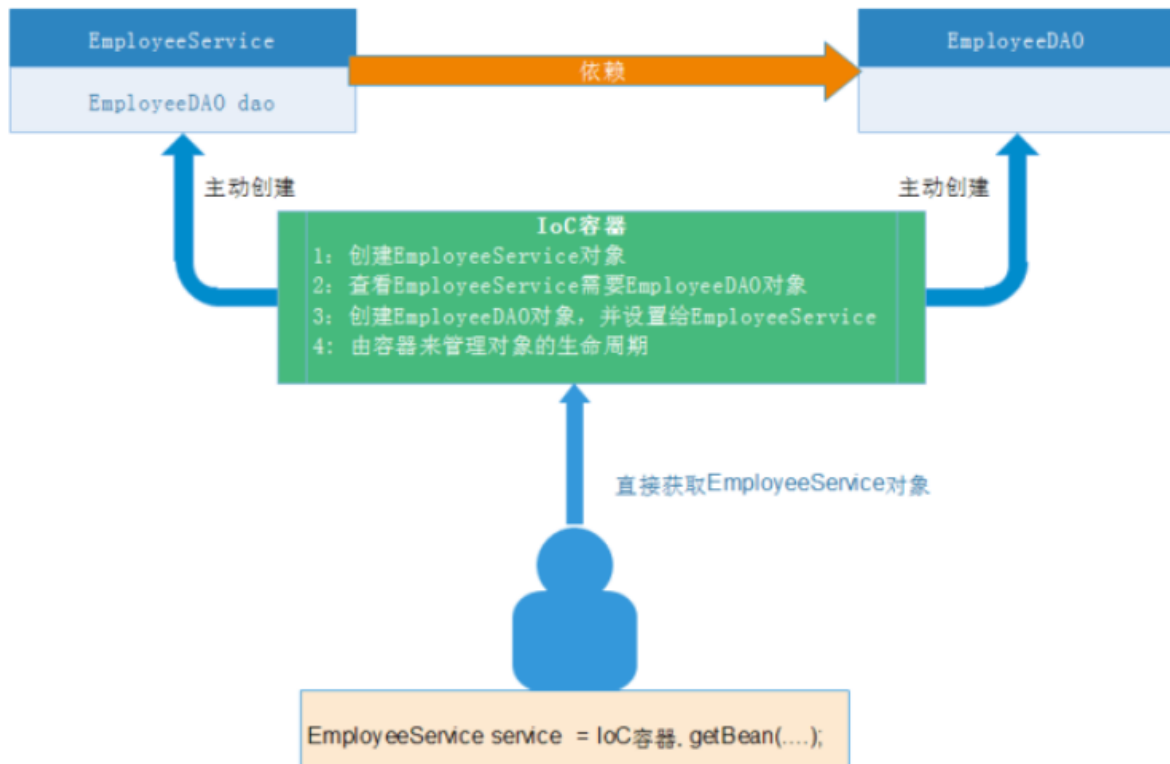 EmployeeService
EmployeeDAO dao
依赖
EmployeeDAO
主动创建
主动创建
IoC容器
1: 创建EmployeeService对象
2: 查看EmployeeService需要EmployeeDAO对象
3: 创建EmployeeDAO对象，并设置给EmployeeService
4: 由容器来管理对象的生命周期
直接获取EmployeeService对象
EmployeeService service = IoC容器. getBean(....);